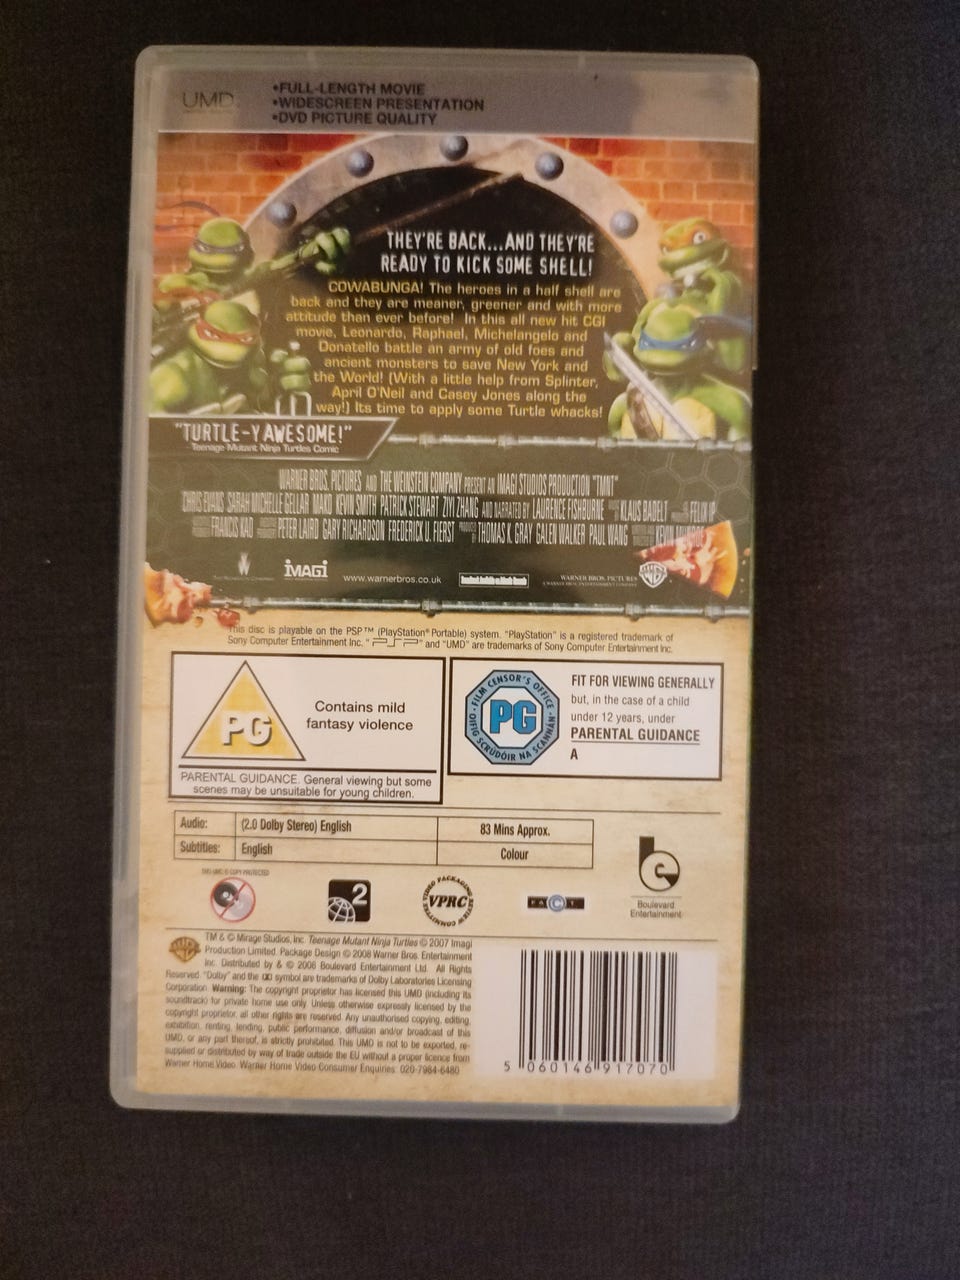 UMD
•FULL-LENGTH MOVIE
•WIDESCREEN PRESENTATION
•DVD PICTURE QUALITY
THEY'RE BACK...AND THEY'RE
READY TO KICK SOME SHELL!
COWABUNGA! The heroes in a half shell are
back and they are meaner, greener and with more
attitude than ever before! In this all new hit CGI
movie, Leonardo, Raphael, Michelangelo and
Donatello battle an army of old foes and
ancient monsters to save New York and
the World! (With a little help from Splinter,
April O'Neil and Casey Jones along the
way!) Its time to apply some Turtle whacks!
"TURTLE-Y AWESOME!"
Teenage Mutant Ninja Turtles Comic
WARNER BROS. PICTURES AND THE WEINSTEIN COMPANY PRESENT AN IMAGI STUDIOS PRODUCTION "TMNT"
CHRIS EVANS SARAH MICHELLE GELLAR MAKO KEVIN SMITH PATRICK STEWART ZIYI ZHANG AND NARRATED BY LAURENCE FISHBURNE KLAUS BADELT FELIX IP
FRANCIS KAO PETER LAIRD GARY RICHARDSON FREDERICK U. FIERST THOMAS K. GRAY GALEN WALKER PAUL WANG KEVIN MUNROE
iMAGi
www.warnerbros.co.uk
WARNER BROS. PICTURES
This disc is playable on the PSP™ (PlayStation® Portable) system. "PlayStation" is a registered trademark of
Sony Computer Entertainment Inc. "PSP" and "UMD" are trademarks of Sony Computer Entertainment Inc.
PG
Contains mild
fantasy violence
PARENTAL GUIDANCE. General viewing but some
scenes may be unsuitable for young children.
FILM CENSOR'S OFFICE
PG
OIFIG SCRÚDÓIR NA SCANNÁN
FIT FOR VIEWING GENERALLY
but, in the case of a child
under 12 years, under
PARENTAL GUIDANCE
A
Audio: (2.0 Dolby Stereo) English 83 Mins Approx.
Subtitles: English Colour
THIS UMD IS COPY PROTECTED
2
VIDEO PACKAGING REVIEW COMMITTEE
VPRC
FACT
Boulevard
Entertainment
TM & © Mirage Studios, Inc. Teenage Mutant Ninja Turtles © 2007 Imagi
Production Limited. Package Design © 2008 Warner Bros. Entertainment
Inc. Distributed by & © 2008 Boulevard Entertainment Ltd. All Rights
Reserved. "Dolby" and the symbol are trademarks of Dolby Laboratories Licensing
Corporation. Warning: The copyright proprietor has licensed this UMD (including its
soundtrack) for private home use only. Unless otherwise expressly licensed by the
copyright proprietor, all other rights are reserved. Any unauthorised copying, editing,
exhibition, renting, lending, public performance, diffusion and/or broadcast of this
UMD, or any part thereof, is strictly prohibited. This UMD is not to be exported, re-
supplied or distributed by way of trade outside the EU without a proper licence from
Warner Home Video. Warner Home Video Consumer Enquiries: 020-7984-6480
5 060146 917070